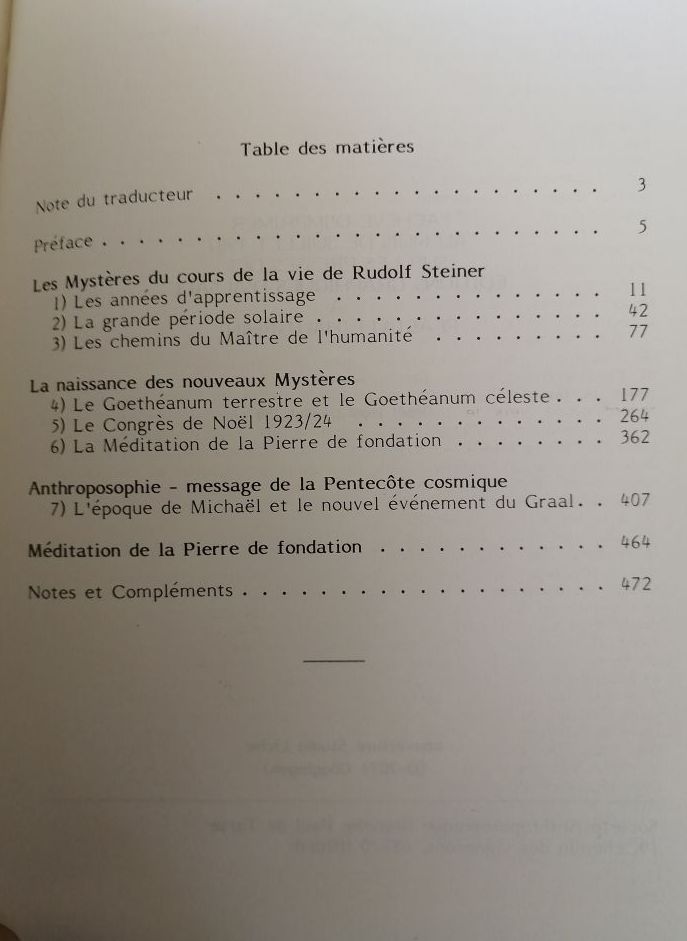 Table des matières
Note du traducteur . . . . . . . . . . . . . . . . . . . 3
Préface . . . . . . . . . . . . . . . . . . . . . . 5
Les Mystères du cours de la vie de Rudolf Steiner
1) Les années d'apprentissage . . . . . . . . . . . . . 11
2) La grande période solaire . . . . . . . . . . . . . 42
3) Les chemins du Maître de l'humanité . . . . . . . . 77
La naissance des nouveaux Mystères
4) Le Goethéanum terrestre et le Goethéanum céleste . . . 177
5) Le Congrès de Noël 1923/24 . . . . . . . . . . . . 264
6) La Méditation de la Pierre de fondation . . . . . . . 362
Anthroposophie - message de la Pentecôte cosmique
7) L'époque de Michaël et le nouvel événement du Graal . . 407
Méditation de la Pierre de fondation . . . . . . . . . . . 464
Notes et Compléments . . . . . . . . . . . . . . . . . 472